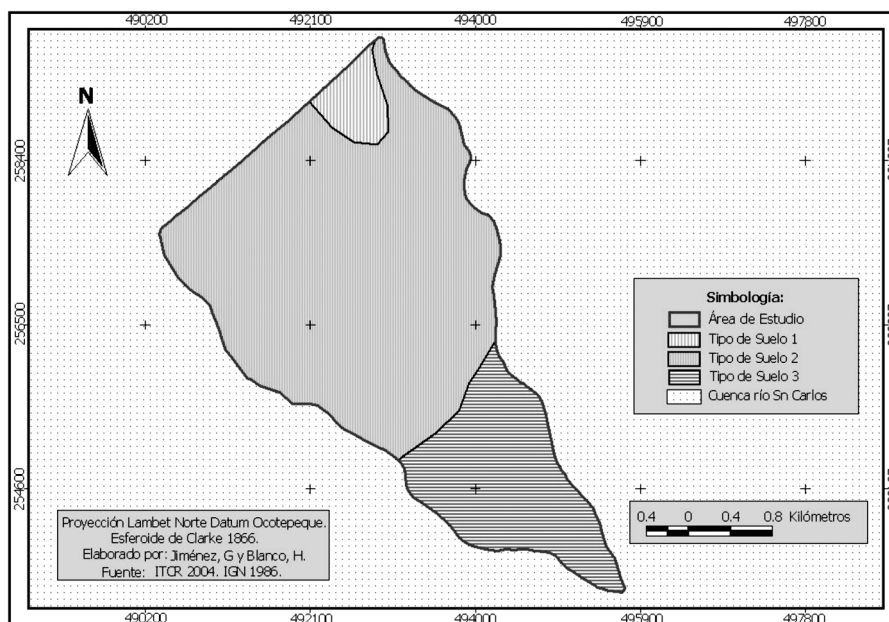 490200 492100 494000 495900 497800
N
258400
256500
254600
Simbología:
Área de Estudio
Tipo de Suelo 1
Tipo de Suelo 2
Tipo de Suelo 3
Cuenca río Sn Carlos
0.4 0 0.4 0.8 Kilómetros
Proyección Lambet Norte Datum Ocotepeque.
Esferoide de Clarke 1866.
Elaborado por: Jiménez, G y Blanco, H.
Fuente: ITCR 2004. IGN 1986.
490200 492100 494000 495900 497800